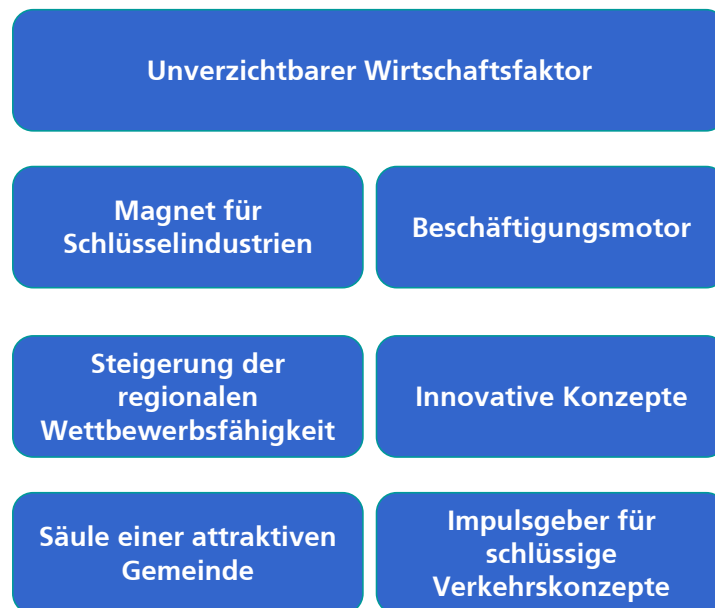 Unverzichtbarer Wirtschaftsfaktor
Magnet für
Schlüsselindustrien
Beschäftigungsmotor
Steigerung der
regionalen
Wettbewerbsfähigkeit
Innovative Konzepte
Säule einer attraktiven
Gemeinde
Impulsgeber für
schlüssige
Verkehrskonzepte